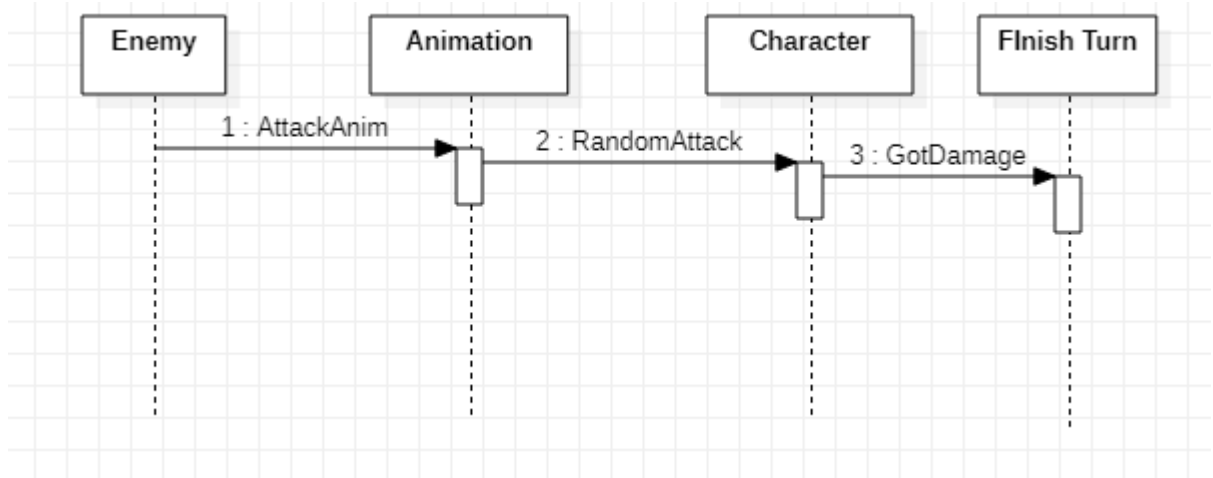 Enemy
Animation
Character
FInish Turn
1 : AttackAnim
2 : RandomAttack
3 : GotDamage